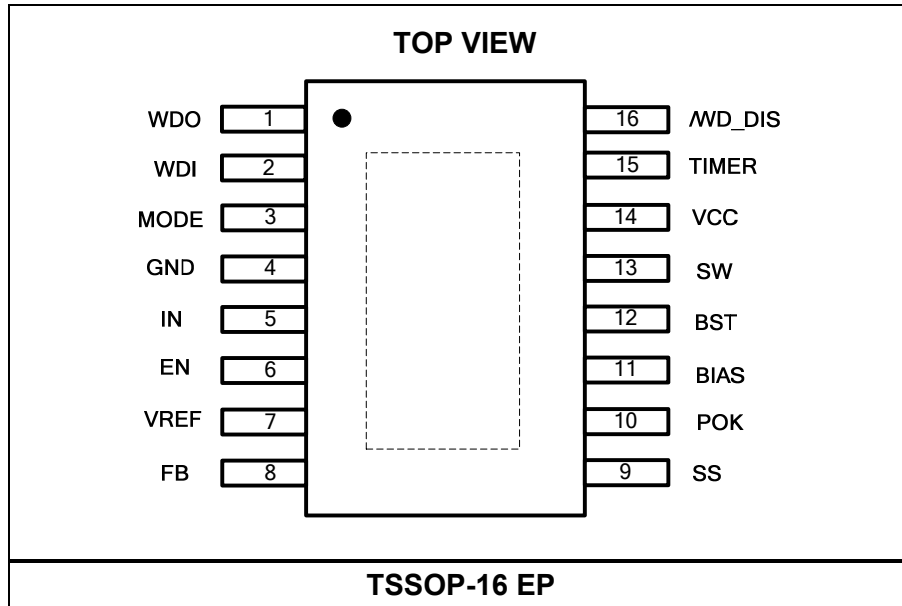 TOP VIEW
WDO 1 16 /WD_DIS
WDI 2 15 TIMER
MODE 3 14 VCC
GND 4 13 SW
IN 5 12 BST
EN 6 11 BIAS
VREF 7 10 POK
FB 8 9 SS
TSSOP-16 EP